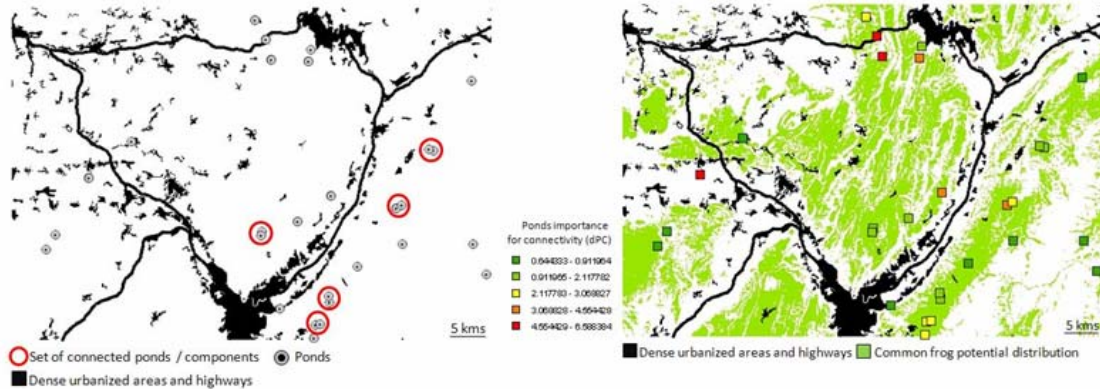 5 kms
Set of connected ponds / components
Ponds
Dense urbanized areas and highways
Ponds importance
for connectivity (dPC)
0.644333 - 0.911964
0.911965 - 2.117782
2.117783 - 3.068827
3.068828 - 4.564428
4.564429 - 6.588384
5 kms
Dense urbanized areas and highways
Common frog potential distribution